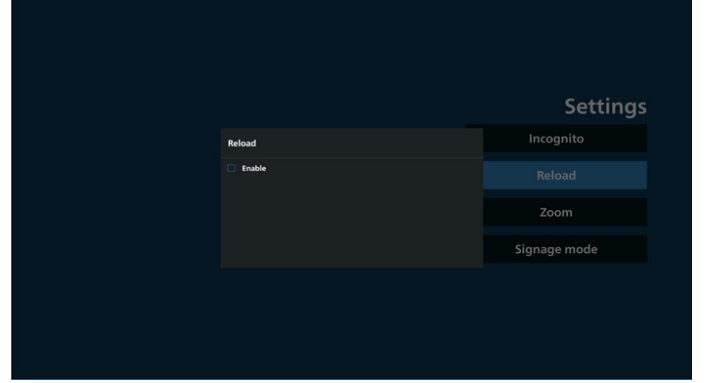 Settings
Incognito
Reload
Zoom
Signage mode
Reload
Enable